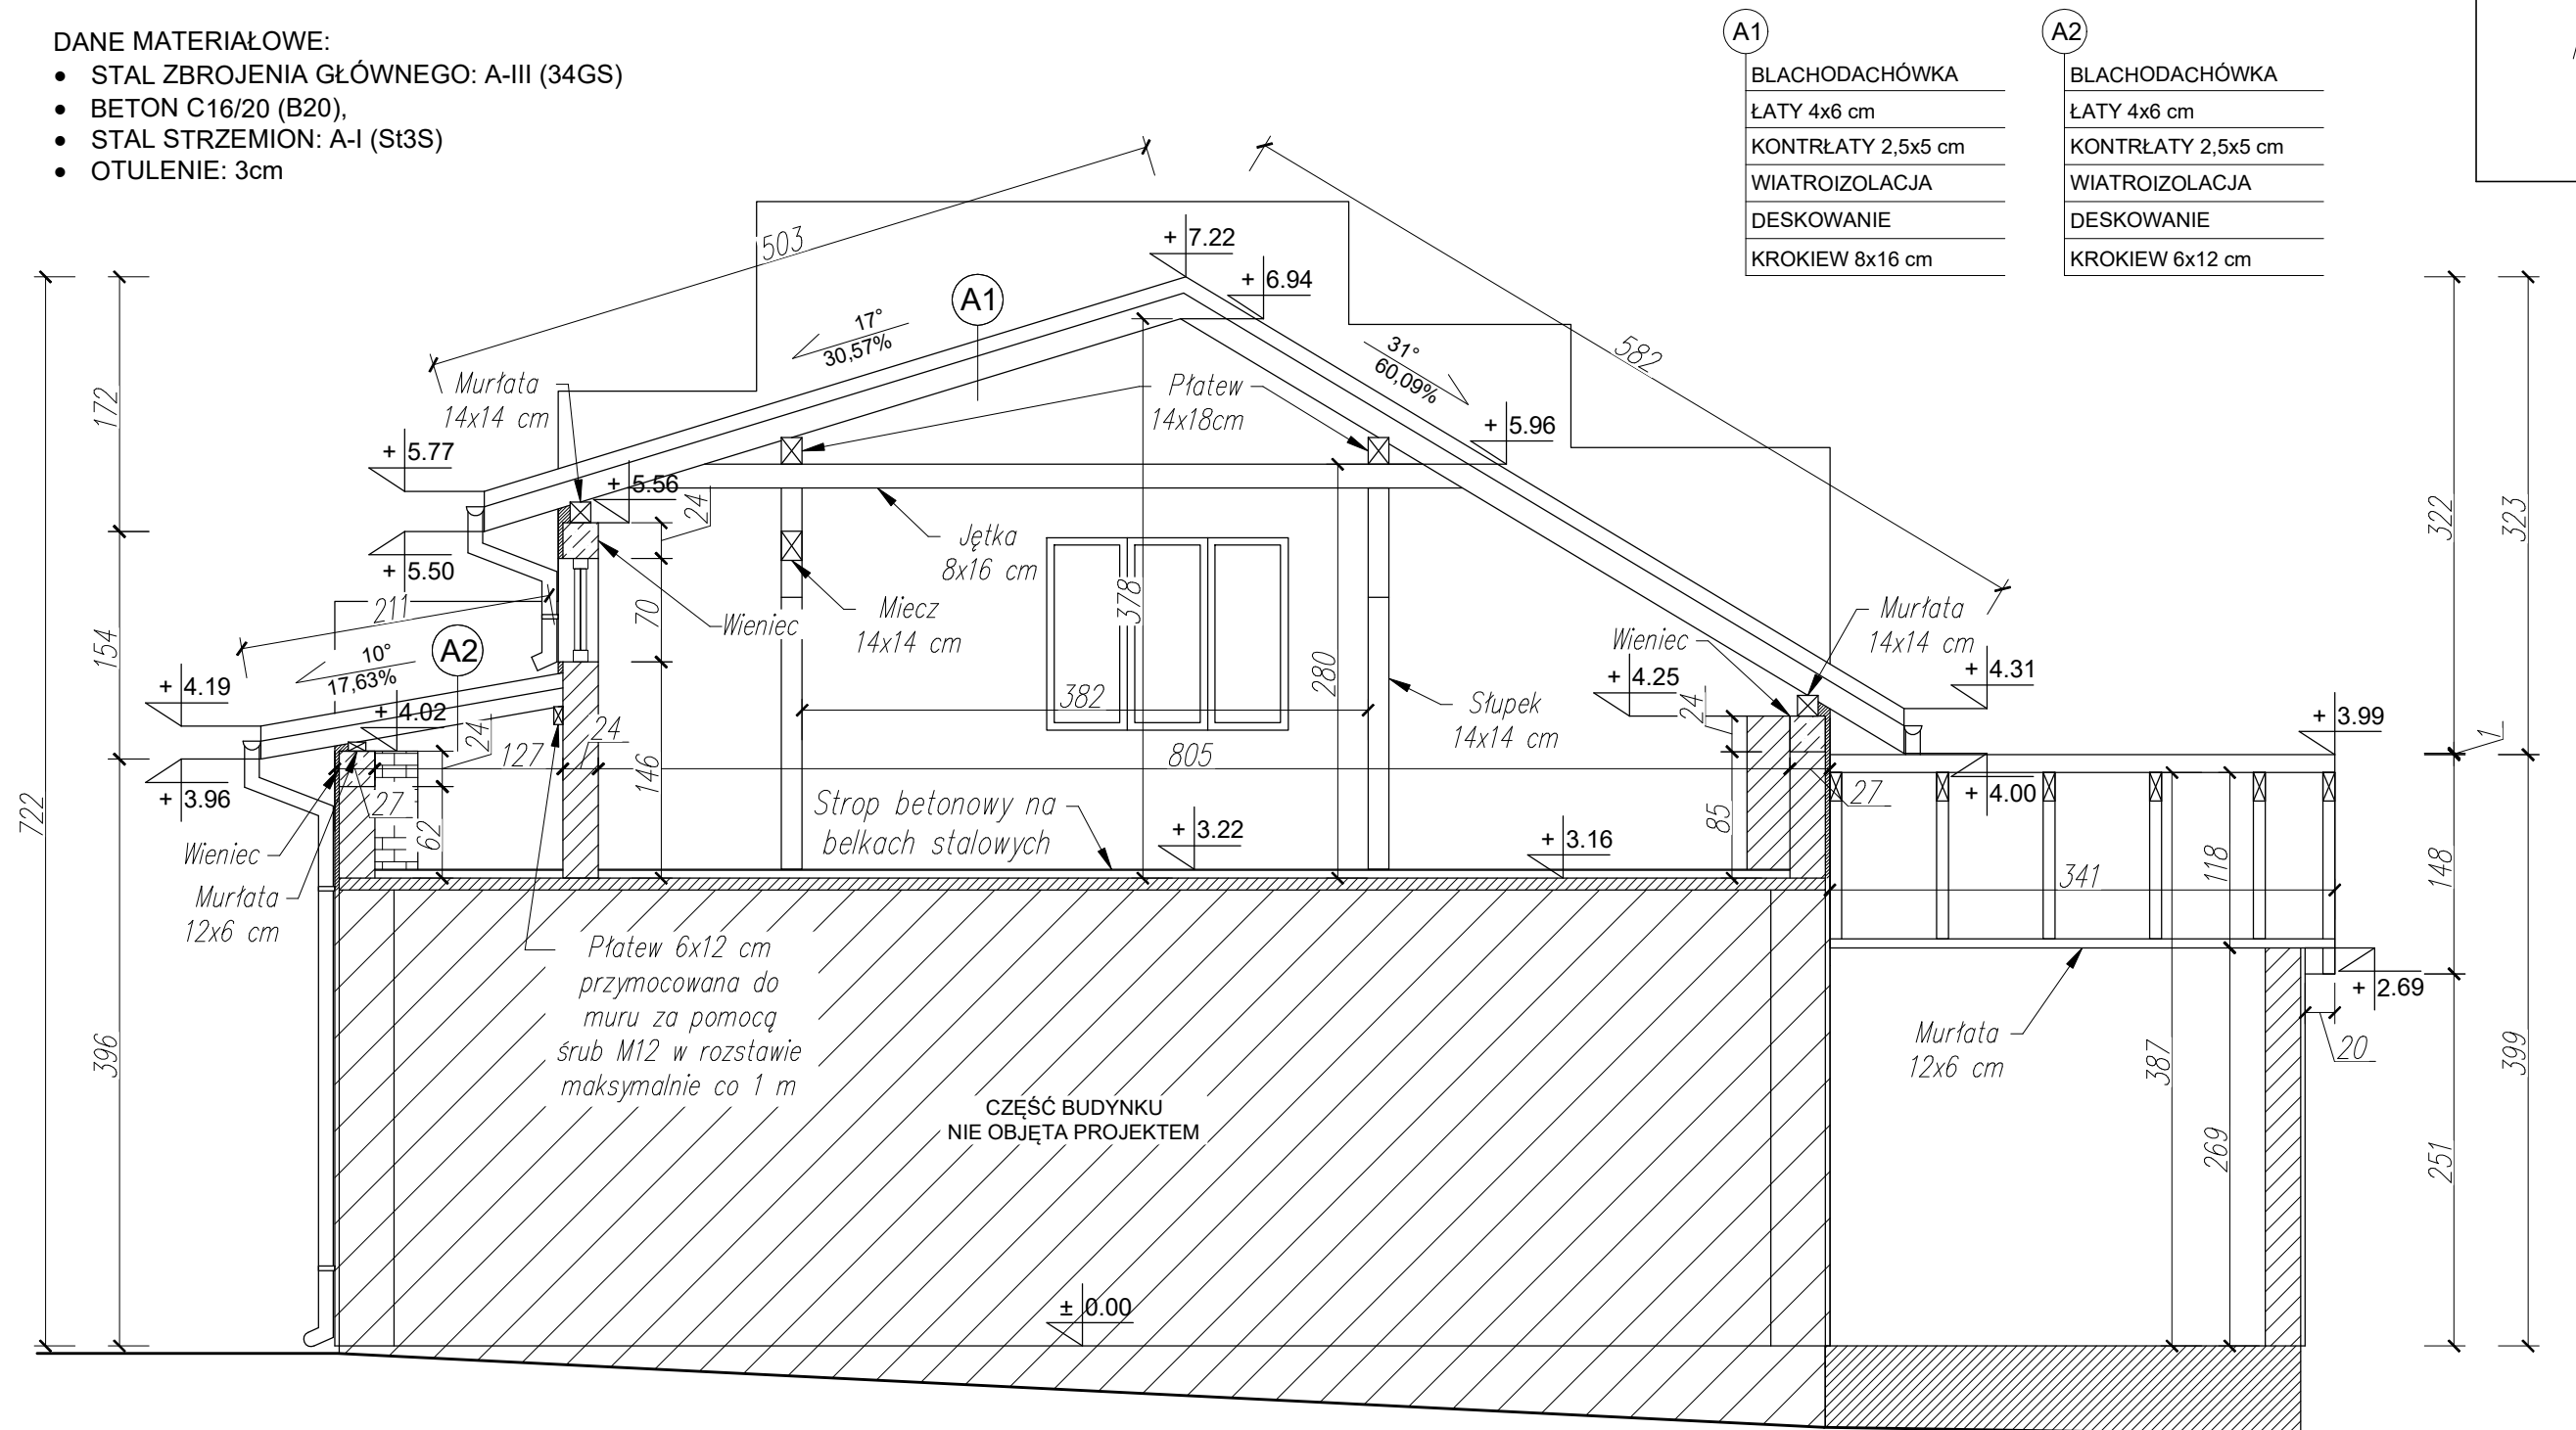 DANE MATERIAŁOWE:
• STAL ZBROJENIA GŁÓWNEGO: A-III (34GS)
• BETON C16/20 (B20),
• STAL STRZEMION: A-I (St3S)
• OTULENIE: 3cm
A1
BLACHODACHÓWKA
ŁATY 4x6 cm
KONTRŁATY 2,5x5 cm
WIATROIZOLACJA
DESKOWANIE
KROKIEW 8x16 cm
A2
BLACHODACHÓWKA
ŁATY 4x6 cm
KONTRŁATY 2,5x5 cm
WIATROIZOLACJA
DESKOWANIE
KROKIEW 6x12 cm
503
582
+ 7.22
+ 6.94
A1
17°
30,57%
31°
60,09%
Murłata
14x14 cm
Płatew
14x18cm
+ 5.96
+ 5.77
+ 5.56
24
+ 5.50
172
154
396
722
Jętka
8x16 cm
Miecz
14x14 cm
Wieniec
70
146
378
382
280
211
A2
10°
17,63%
+ 4.19
+ 4.02
+ 3.96
24
127
24
27
62
805
Słupek
14x14 cm
Wieniec
Murłata
14x14 cm
+ 4.25
24
85
+ 4.31
+ 3.99
+ 4.00
27
Strop betonowy na
belkach stalowych
+ 3.22
+ 3.16
Wieniec
Murłata
12x6 cm
Płatew 6x12 cm
przymocowana do
muru za pomocą
śrub M12 w rozstawie
maksymalnie co 1 m
CZĘŚĆ BUDYNKU
NIE OBJĘTA PROJEKTEM
± 0.00
341
118
Murłata
12x6 cm
+ 2.69
20
387
269
322
323
1
148
251
399